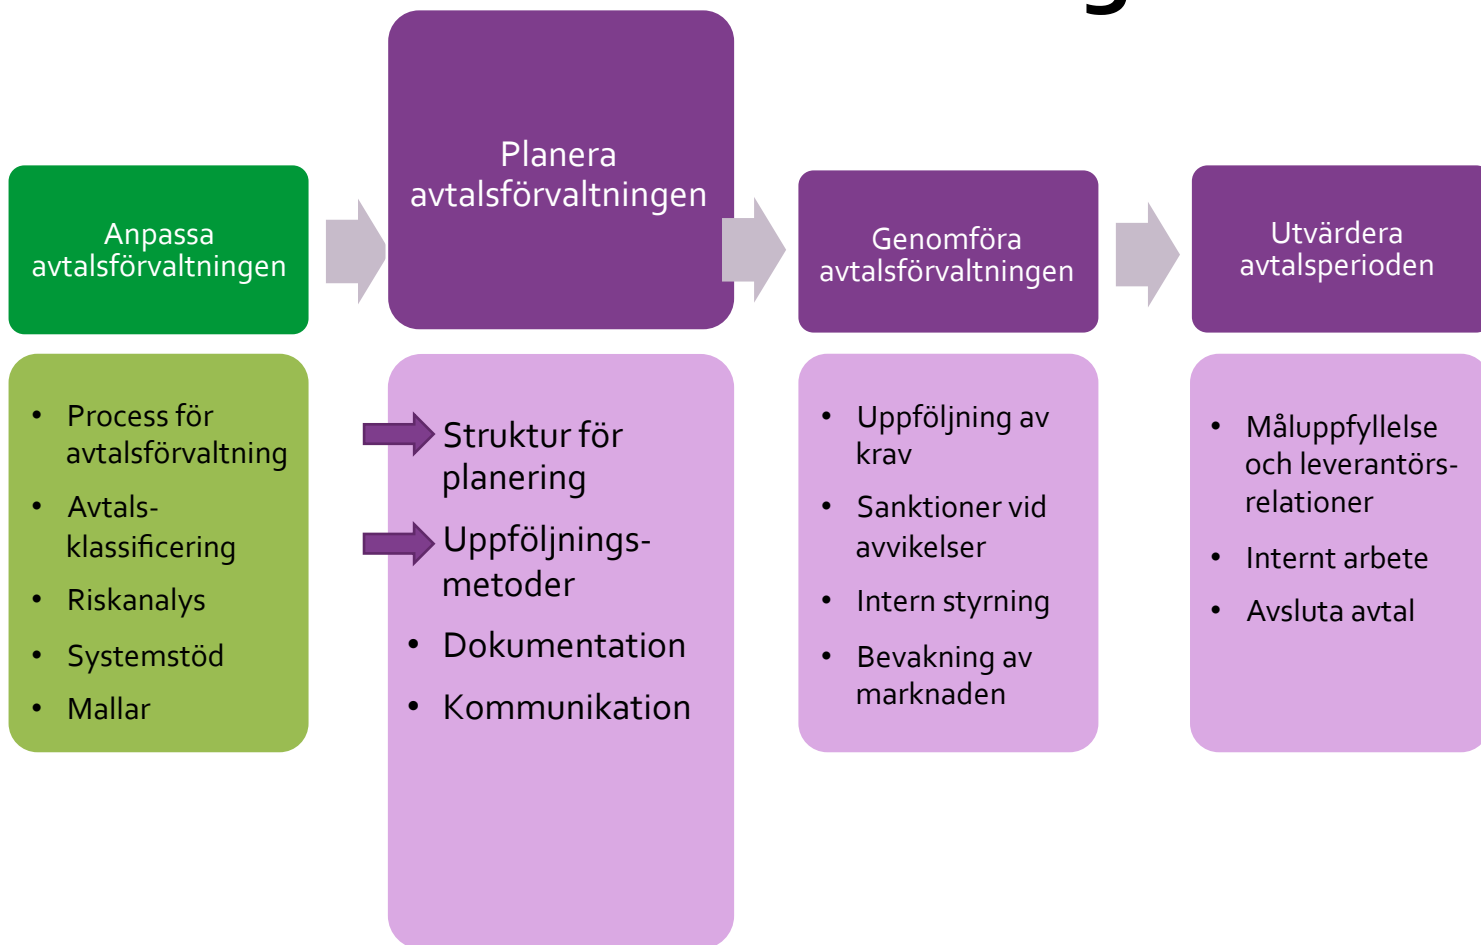 Planera
avtalsförvaltningen
Anpassa
avtalsförvaltningen
Genomföra
avtalsförvaltningen
Utvärdera
avtalsperioden
• Process för
avtalsförvaltning
• Avtals-
klassificering
• Riskanalys
• Systemstöd
• Mallar
Struktur för
planering
Uppföljnings-
metoder
• Dokumentation
• Kommunikation
• Uppföljning av
krav
• Sanktioner vid
avvikelser
• Intern styrning
• Bevakning av
marknaden
• Måluppfyllelse
och leverantörs-
relationer
• Internt arbete
• Avsluta avtal